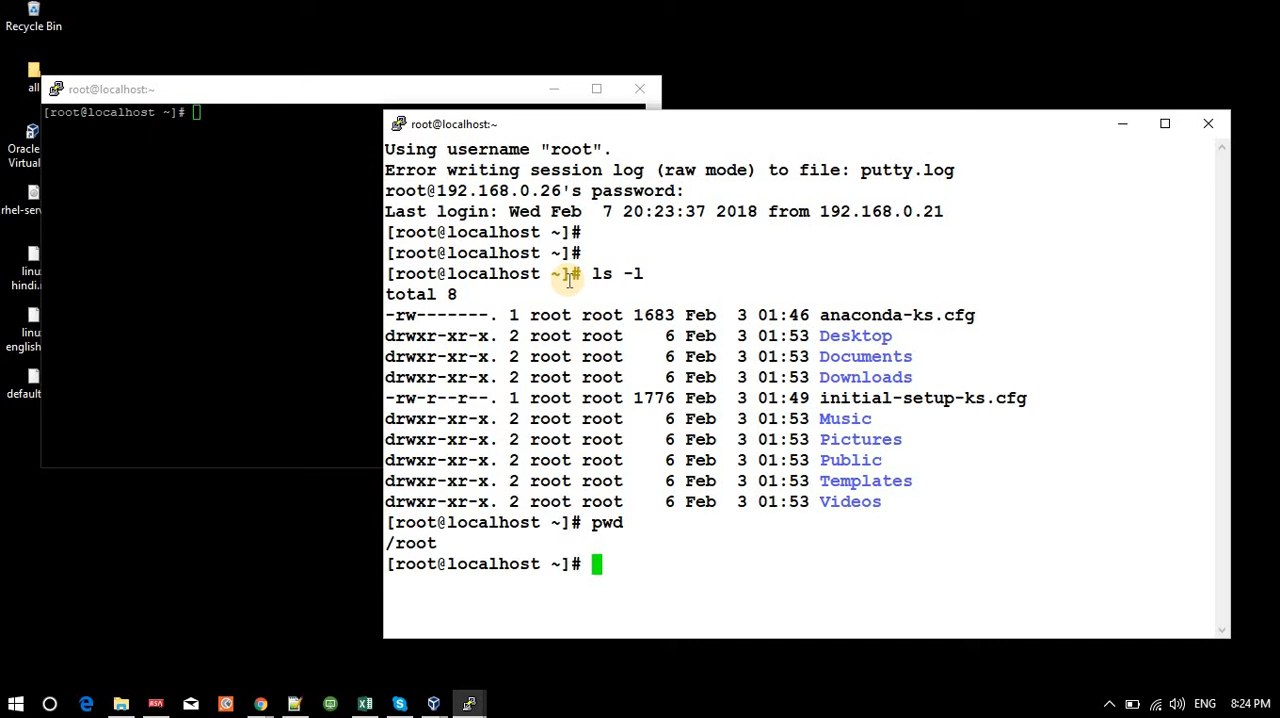 Recycle Bin
all
Oracle
Virtual
rhel-serv
linux
hindi.
linux
english
default
root@localhost:~
[root@localhost ~]#
root@localhost:~
Using username "root".
Error writing session log (raw mode) to file: putty.log
root@192.168.0.26's password:
Last login: Wed Feb  7 20:23:37 2018 from 192.168.0.21
[root@localhost ~]#
[root@localhost ~]#
[root@localhost ~]# ls -l
total 8
-rw-------. 1 root root 1683 Feb  3 01:46 anaconda-ks.cfg
drwxr-xr-x. 2 root root    6 Feb  3 01:53 Desktop
drwxr-xr-x. 2 root root    6 Feb  3 01:53 Documents
drwxr-xr-x. 2 root root    6 Feb  3 01:53 Downloads
-rw-r--r--. 1 root root 1776 Feb  3 01:49 initial-setup-ks.cfg
drwxr-xr-x. 2 root root    6 Feb  3 01:53 Music
drwxr-xr-x. 2 root root    6 Feb  3 01:53 Pictures
drwxr-xr-x. 2 root root    6 Feb  3 01:53 Public
drwxr-xr-x. 2 root root    6 Feb  3 01:53 Templates
drwxr-xr-x. 2 root root    6 Feb  3 01:53 Videos
[root@localhost ~]# pwd
/root
[root@localhost ~]#
RSA
ENG
8:24 PM